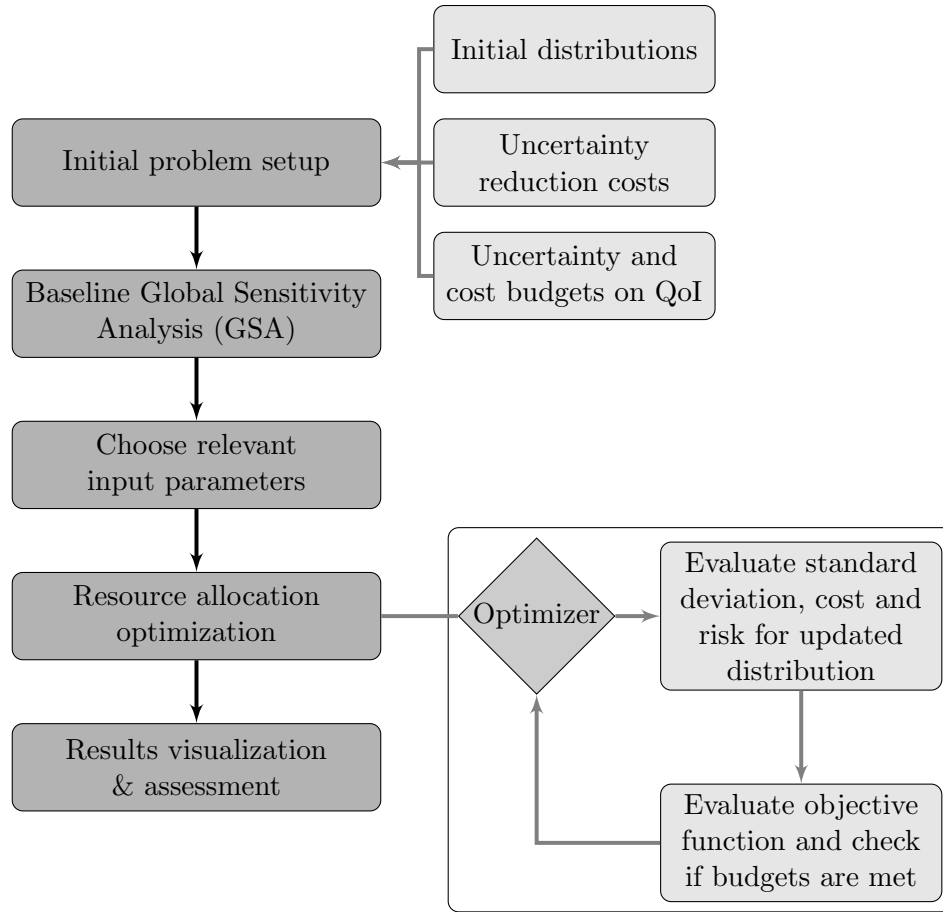 Initial distributions
Uncertainty
reduction costs
Uncertainty and
cost budgets on QoI
Initial problem setup
Baseline Global Sensitivity
Analysis (GSA)
Choose relevant
input parameters
Resource allocation
optimization
Results visualization
& assessment
Optimizer
Evaluate standard
deviation, cost and
risk for updated
distribution
Evaluate objective
function and check
if budgets are met